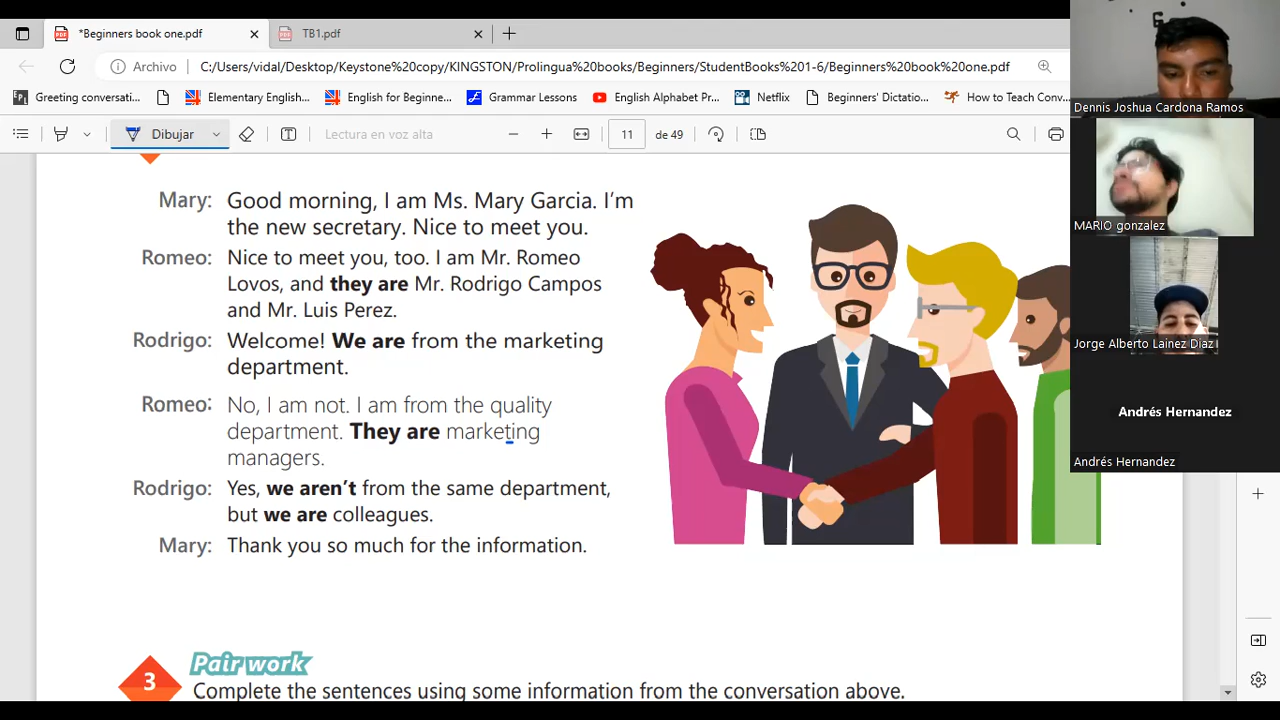 *Beginners book one.pdf
TB1.pdf
Archivo
C:/Users/vidal/Desktop/Keystone%20copy/KINGSTON/Prolingua%20books/Beginners/StudentBooks%201-6/Beginners%20book%20one.pdf
EPL Greeting conversati...
Elementary English...
English for Beginne...
Grammar Lessons
English Alphabet Pr...
Netflix
Beginners' Dictatio...
How to Teach Conv...
Dibujar
Lectura en voz alta
11 de 49
Mary: Good morning, I am Ms. Mary Garcia. I'm
the new secretary. Nice to meet you.
Romeo: Nice to meet you, too. I am Mr. Romeo
Lovos, and they are Mr. Rodrigo Campos
and Mr. Luis Perez.
Rodrigo: Welcome! We are from the marketing
department.
Romeo: No, I am not. I am from the quality
department. They are marketing
managers.
Rodrigo: Yes, we aren't from the same department,
but we are colleagues.
Mary: Thank you so much for the information.
Pair work
3
Complete the sentences using some information from the conversation above.
Dennis Joshua Cardona Ramos
MARIO gonzalez
Jorge Alberto Lainez Diaz
Andrés Hernandez
Andrés Hernandez